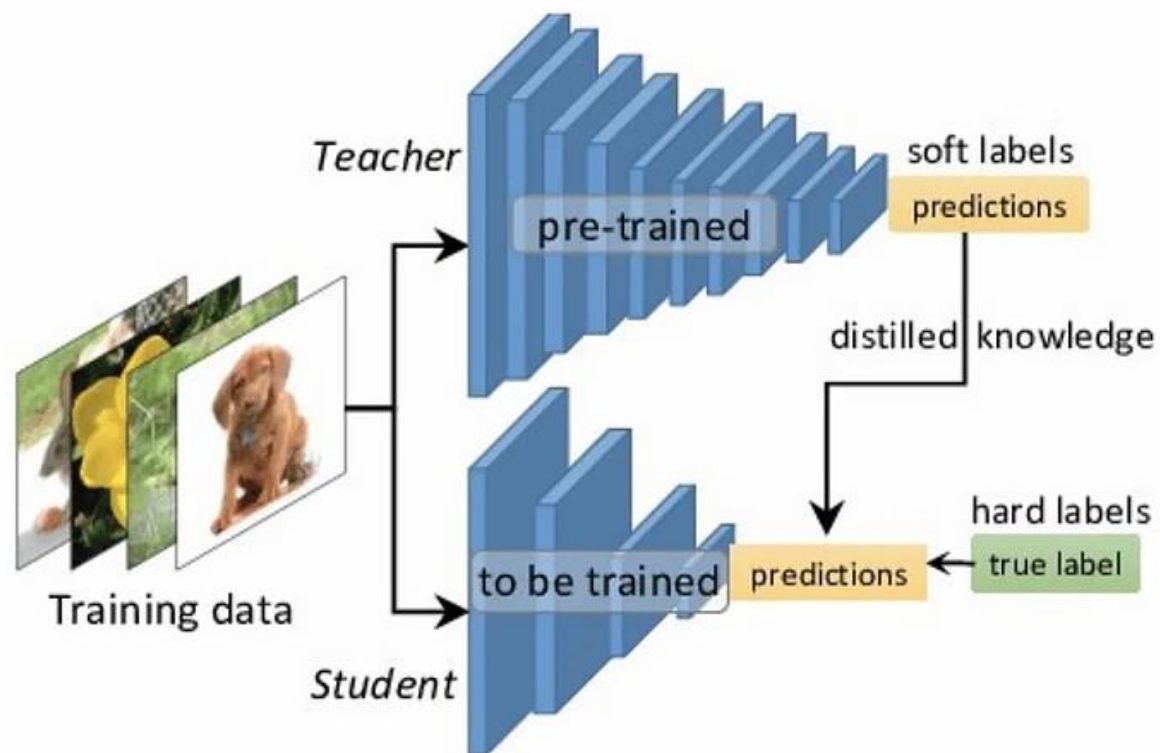 Teacher
pre-trained
soft labels
predictions
distilled knowledge
Training data
to be trained
predictions
hard labels
true label
Student